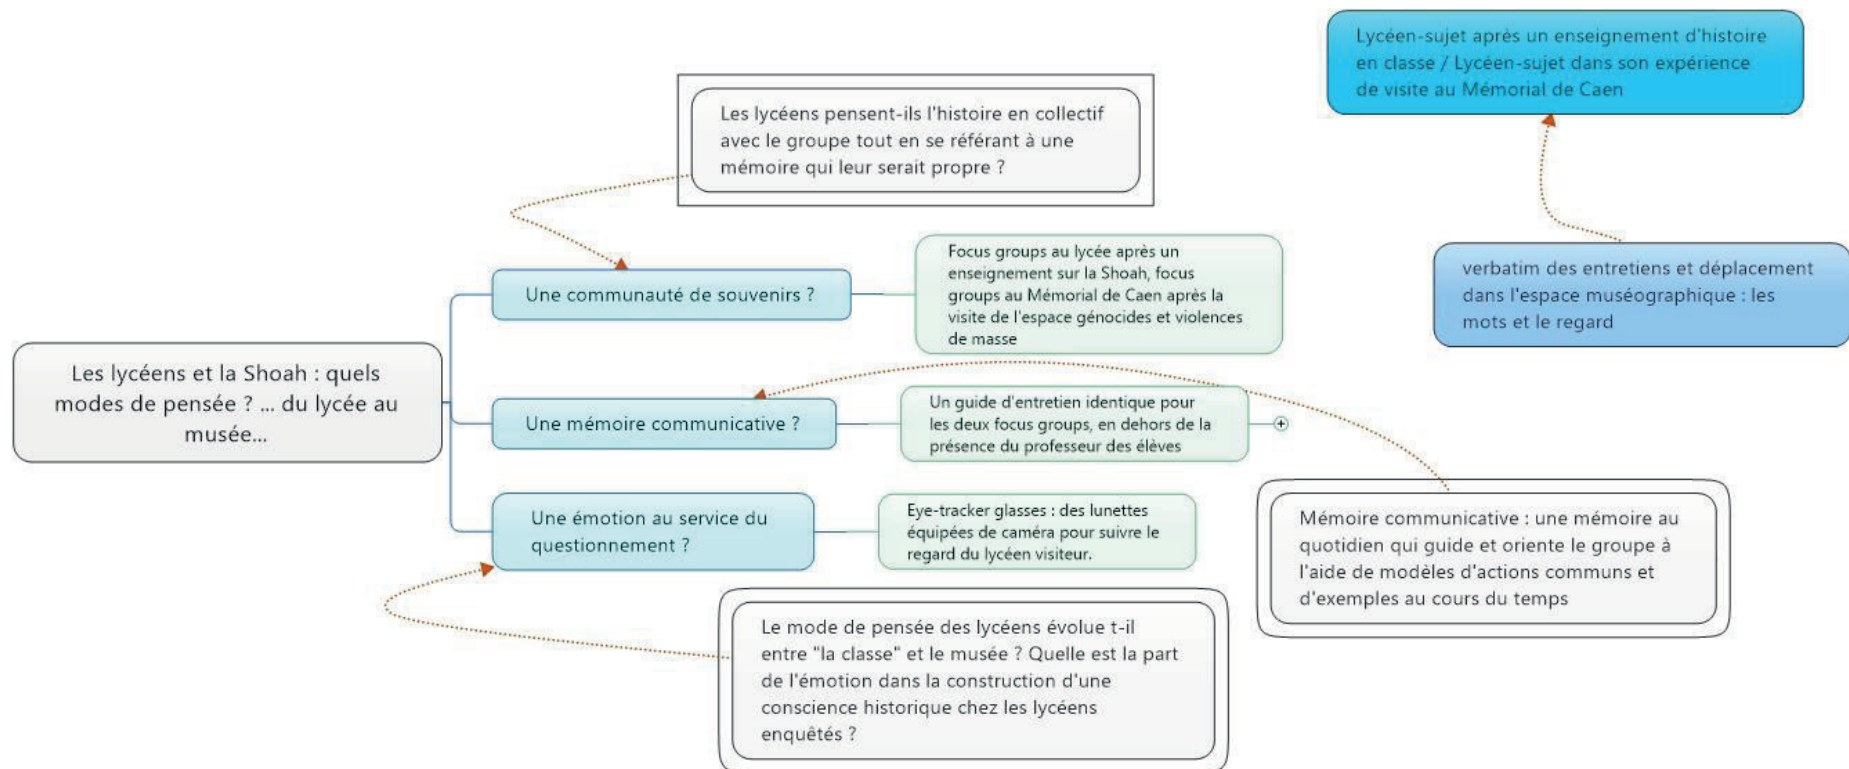 Lycéen-sujet après un enseignement d'histoire
en classe / Lycéen-sujet dans son expérience
de visite au Mémorial de Caen
Les lycéens pensent-ils l'histoire en collectif
avec le groupe tout en se référant à une
mémoire qui leur serait propre ?
verbatim des entretiens et déplacement
dans l'espace muséographique : les
mots et le regard
Les lycéens et la Shoah : quels
modes de pensée ? ... du lycée au
musée...
Une communauté de souvenirs ?
Focus groups au lycée après un
enseignement sur la Shoah, focus
groups au Mémorial de Caen après la
visite de l'espace génocides et violences
de masse
Une mémoire communicative ?
Un guide d'entretien identique pour
les deux focus groups, en dehors de la
présence du professeur des élèves
Une émotion au service du
questionnement ?
Eye-tracker glasses : des lunettes
équipées de caméra pour suivre le
regard du lycéen visiteur.
Mémoire communicative : une mémoire au
quotidien qui guide et oriente le groupe à
l'aide de modèles d'actions communs et
d'exemples au cours du temps
Le mode de pensée des lycéens évolue t-il
entre "la classe" et le musée ? Quelle est la part
de l'émotion dans la construction d'une
conscience historique chez les lycéens
enquêtés ?